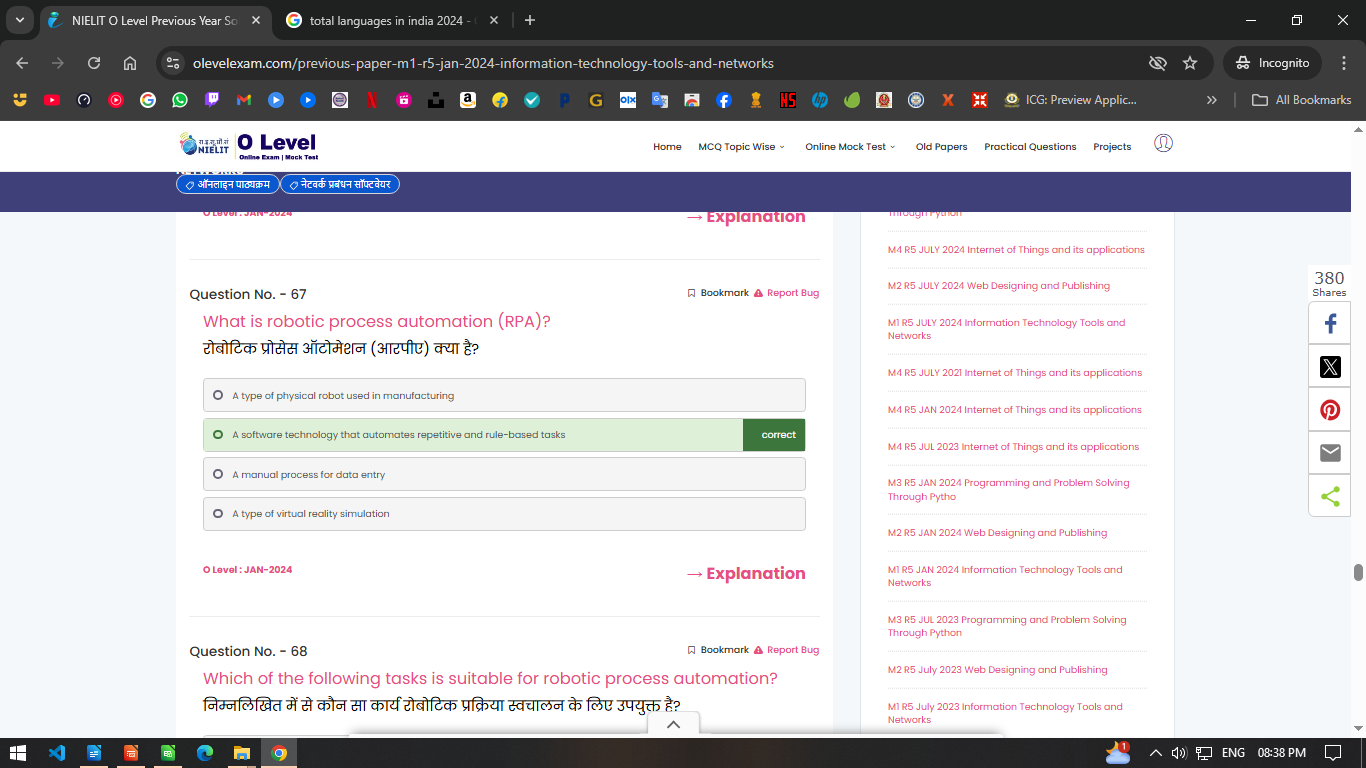 NIELIT O Level Previous Year So
total languages in india 2024 -
olevelexam.com/previous-paper-m1-r5-jan-2024-information-technology-tools-and-networks
Incognito
ICG: Preview Applic...
All Bookmarks
रा.इ.सू.प्रौ.सं
NIELIT
O Level
Online Exam | Mock Test
Home
MCQ Topic Wise
Online Mock Test
Old Papers
Practical Questions
Projects
ऑनलाइन पाठ्यक्रम
नेटवर्क प्रबंधन सॉफ्टवेयर
O Level : JAN-2024
→ Explanation
Question No. - 67
Bookmark
Report Bug
What is robotic process automation (RPA)?
रोबोटिक प्रोसेस ऑटोमेशन (आरपीए) क्या है?
A type of physical robot used in manufacturing
A software technology that automates repetitive and rule-based tasks
correct
A manual process for data entry
A type of virtual reality simulation
O Level : JAN-2024
→ Explanation
Question No. - 68
Bookmark
Report Bug
Which of the following tasks is suitable for robotic process automation?
निम्नलिखित में से कौन सा कार्य रोबोटिक प्रक्रिया स्वचालन के लिए उपयुक्त है?
Through Python
M4 R5 JULY 2024 Internet of Things and its applications
M2 R5 JULY 2024 Web Designing and Publishing
M1 R5 JULY 2024 Information Technology Tools and
Networks
M4 R5 JULY 2021 Internet of Things and its applications
M4 R5 JAN 2024 Internet of Things and its applications
M4 R5 JUL 2023 Internet of Things and its applications
M3 R5 JAN 2024 Programming and Problem Solving
Through Pytho
M2 R5 JAN 2024 Web Designing and Publishing
M1 R5 JAN 2024 Information Technology Tools and
Networks
M3 R5 JUL 2023 Programming and Problem Solving
Through Python
M2 R5 July 2023 Web Designing and Publishing
M1 R5 July 2023 Information Technology Tools and
Networks
380
Shares
1
ENG
08:38 PM